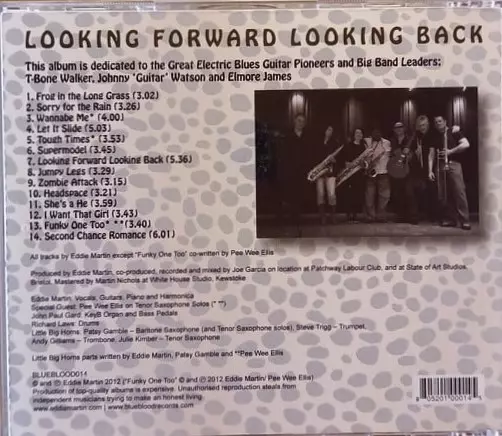 LOOKING FORWARD LOOKING BACK
This album is dedicated to the Great Electric Blues Guitar Pioneers and Big Band Leaders:
T-Bone Walker, Johnny 'Guitar' Watson and Elmore James
1. Frog in the Long Grass (3.02)
2. Sorry for the Rain (3.26)
3. Wannabe Me* (4.00)
4. Let It Slide (5.03)
5. Tough Times* (3.53)
6. Supermodel (3.45)
7. Looking Forward Looking Back (5.36)
8. Jumpy Legs (3.29)
9. Zombie Attack (3.15)
10. Headspace (3.21)
11. She's a He (3.59)
12. I Want That Girl (3.43)
13. Funky One Too* **(3.40)
14. Second Chance Romance (6.01)
All tracks by Eddie Martin except "Funky One Too" co-written by Pee Wee Ellis
Produced by Eddie Martin, co-produced, recorded and mixed by Joe Garcia on location at Patchway Labour Club, and at State of Art Studios,
Bristol. Mastered by Martin Nichols at White House Studio, Kewstoke
Eddie Martin: Vocals, Guitars, Piano and Harmonica
Special Guest: Pee Wee Ellis on Tenor Saxophone Solos (* **)
John Paul Gard: KeyB Organ and Bass Pedals
Richard Laws: Drums
Little Big Horns: Patsy Gamble – Baritone Saxophone (and Tenor Saxophone solos), Steve Trigg – Trumpet,
Andy Gilliams – Trombone, Julie Kimber – Tenor Saxophone
Little Big Horns parts written by Eddie Martin, Patsy Gamble and **Pee Wee Ellis
BLUEBLOOD014
© and ℗ Eddie Martin 2012 ("Funky One Too" © and ℗ 2012 Eddie Martin/ Pee Wee Ellis)
Production of top-quality albums is expensive. Unauthorised reproduction steals from
independent musicians trying to make an honest living.
www.eddiemartin.com | www.bluebloodrecords.com